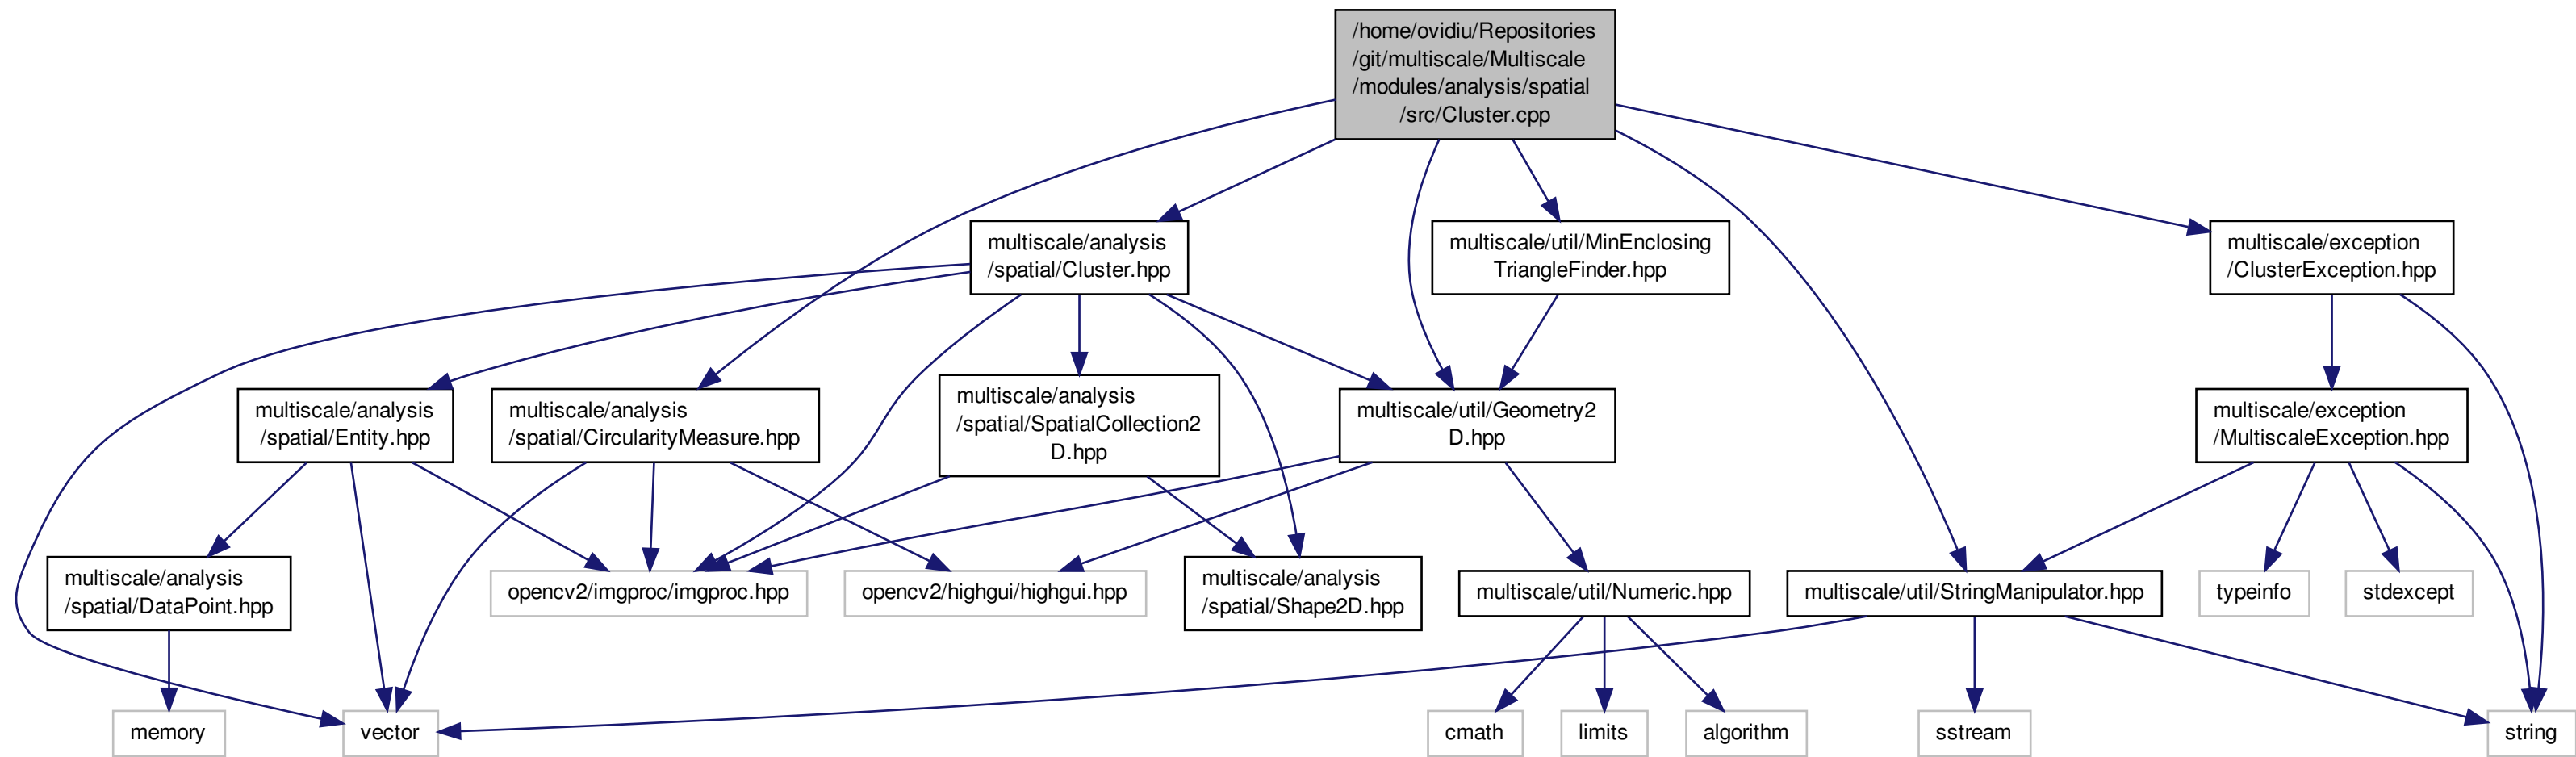 /home/ovidiu/Repositories
/git/multiscale/Multiscale
/modules/analysis/spatial
/src/Cluster.cpp
multiscale/analysis
/spatial/Cluster.hpp
multiscale/util/MinEnclosing
TriangleFinder.hpp
multiscale/exception
/ClusterException.hpp
multiscale/analysis
/spatial/Entity.hpp
multiscale/analysis
/spatial/CircularityMeasure.hpp
multiscale/analysis
/spatial/SpatialCollection2
D.hpp
multiscale/util/Geometry2
D.hpp
multiscale/exception
/MultiscaleException.hpp
multiscale/analysis
/spatial/DataPoint.hpp
opencv2/imgproc/imgproc.hpp
opencv2/highgui/highgui.hpp
multiscale/analysis
/spatial/Shape2D.hpp
multiscale/util/Numeric.hpp
multiscale/util/StringManipulator.hpp
typeinfo
stdexcept
memory
vector
cmath
limits
algorithm
sstream
string